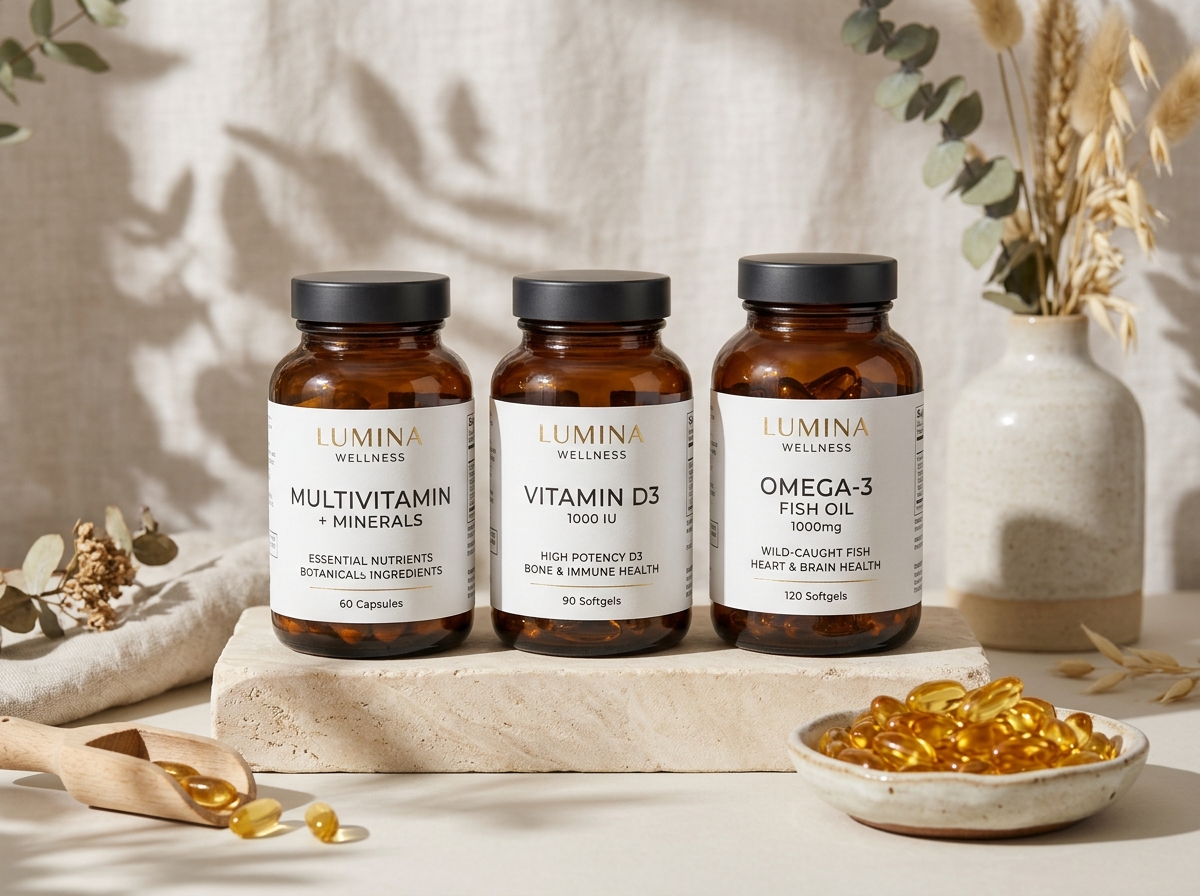 LUMINA
WELLNESS
MULTIVITAMIN
+ MINERALS
ESSENTIAL NUTRIENTS
BOTANICALS INGREDIENTS
60 Capsules
LUMINA
WELLNESS
VITAMIN D3
1000 IU
HIGH POTENCY D3
BONE & IMMUNE HEALTH
90 Softgels
LUMINA
WELLNESS
OMEGA-3
FISH OIL
1000mg
WILD-CAUGHT FISH
HEART & BRAIN HEALTH
120 Softgels